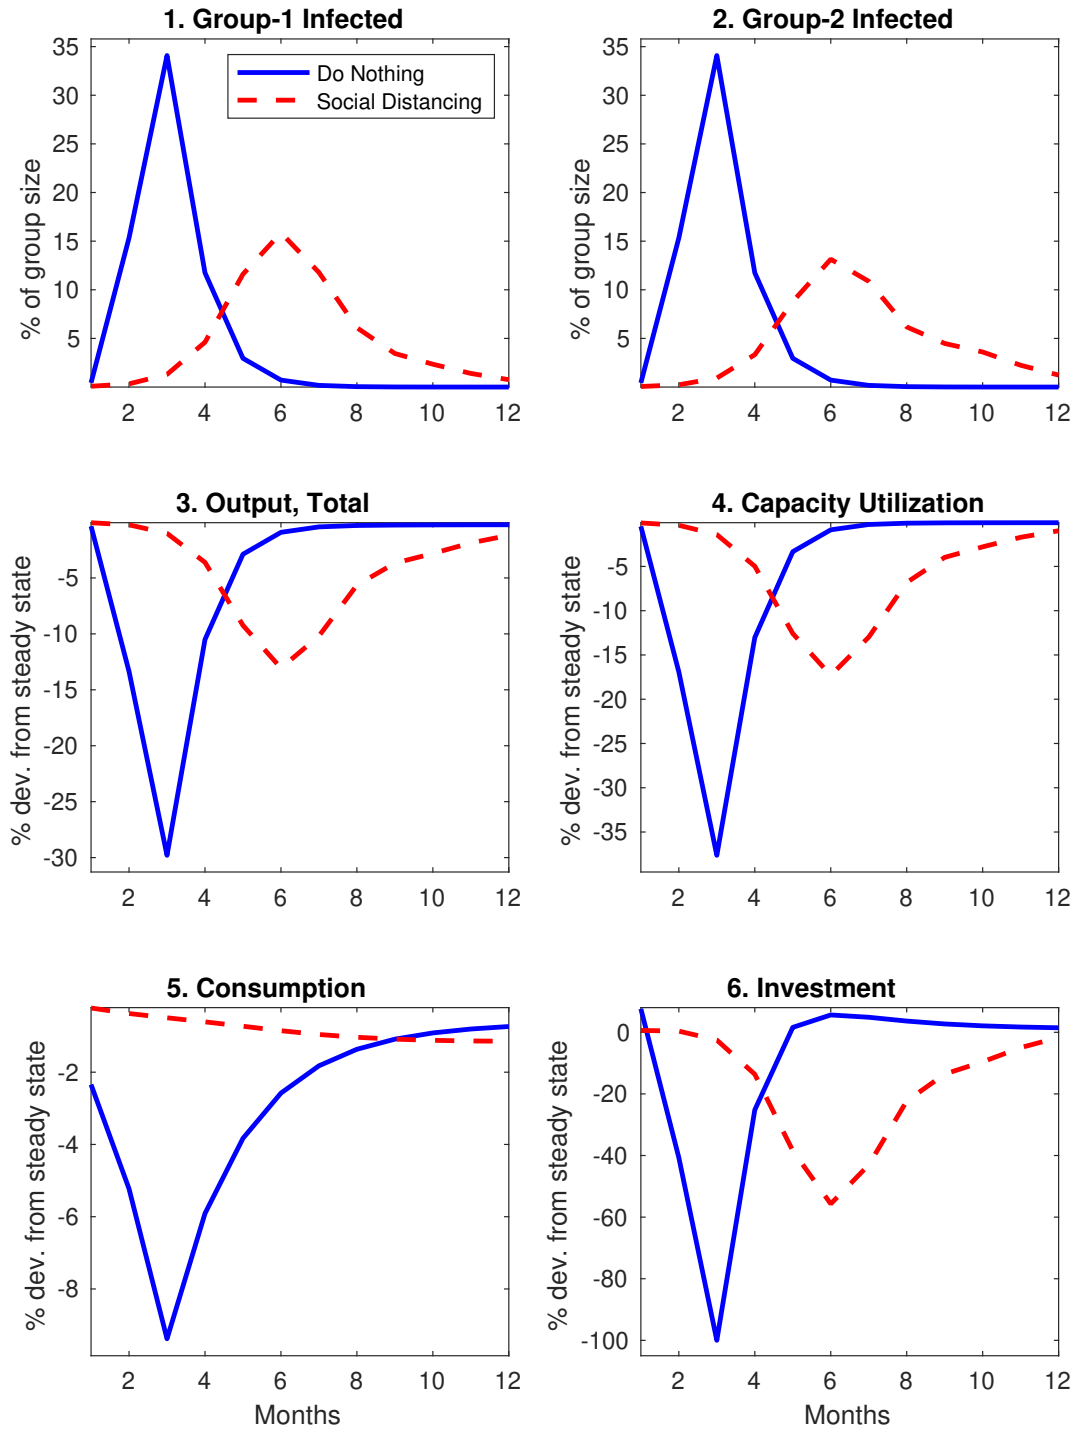 1. Group-1 Infected
35
30
25
20
15
10
5
2 4 6 8 10 12
% of group size
Do Nothing
Social Distancing
2. Group-2 Infected
35
30
25
20
15
10
5
2 4 6 8 10 12
% of group size
3. Output, Total
-5
-10
-15
-20
-25
-30
2 4 6 8 10 12
% dev. from steady state
4. Capacity Utilization
-5
-10
-15
-20
-25
-30
-35
2 4 6 8 10 12
% dev. from steady state
5. Consumption
-2
-4
-6
-8
2 4 6 8 10 12
% dev. from steady state
Months
6. Investment
0
-20
-40
-60
-80
-100
2 4 6 8 10 12
% dev. from steady state
Months